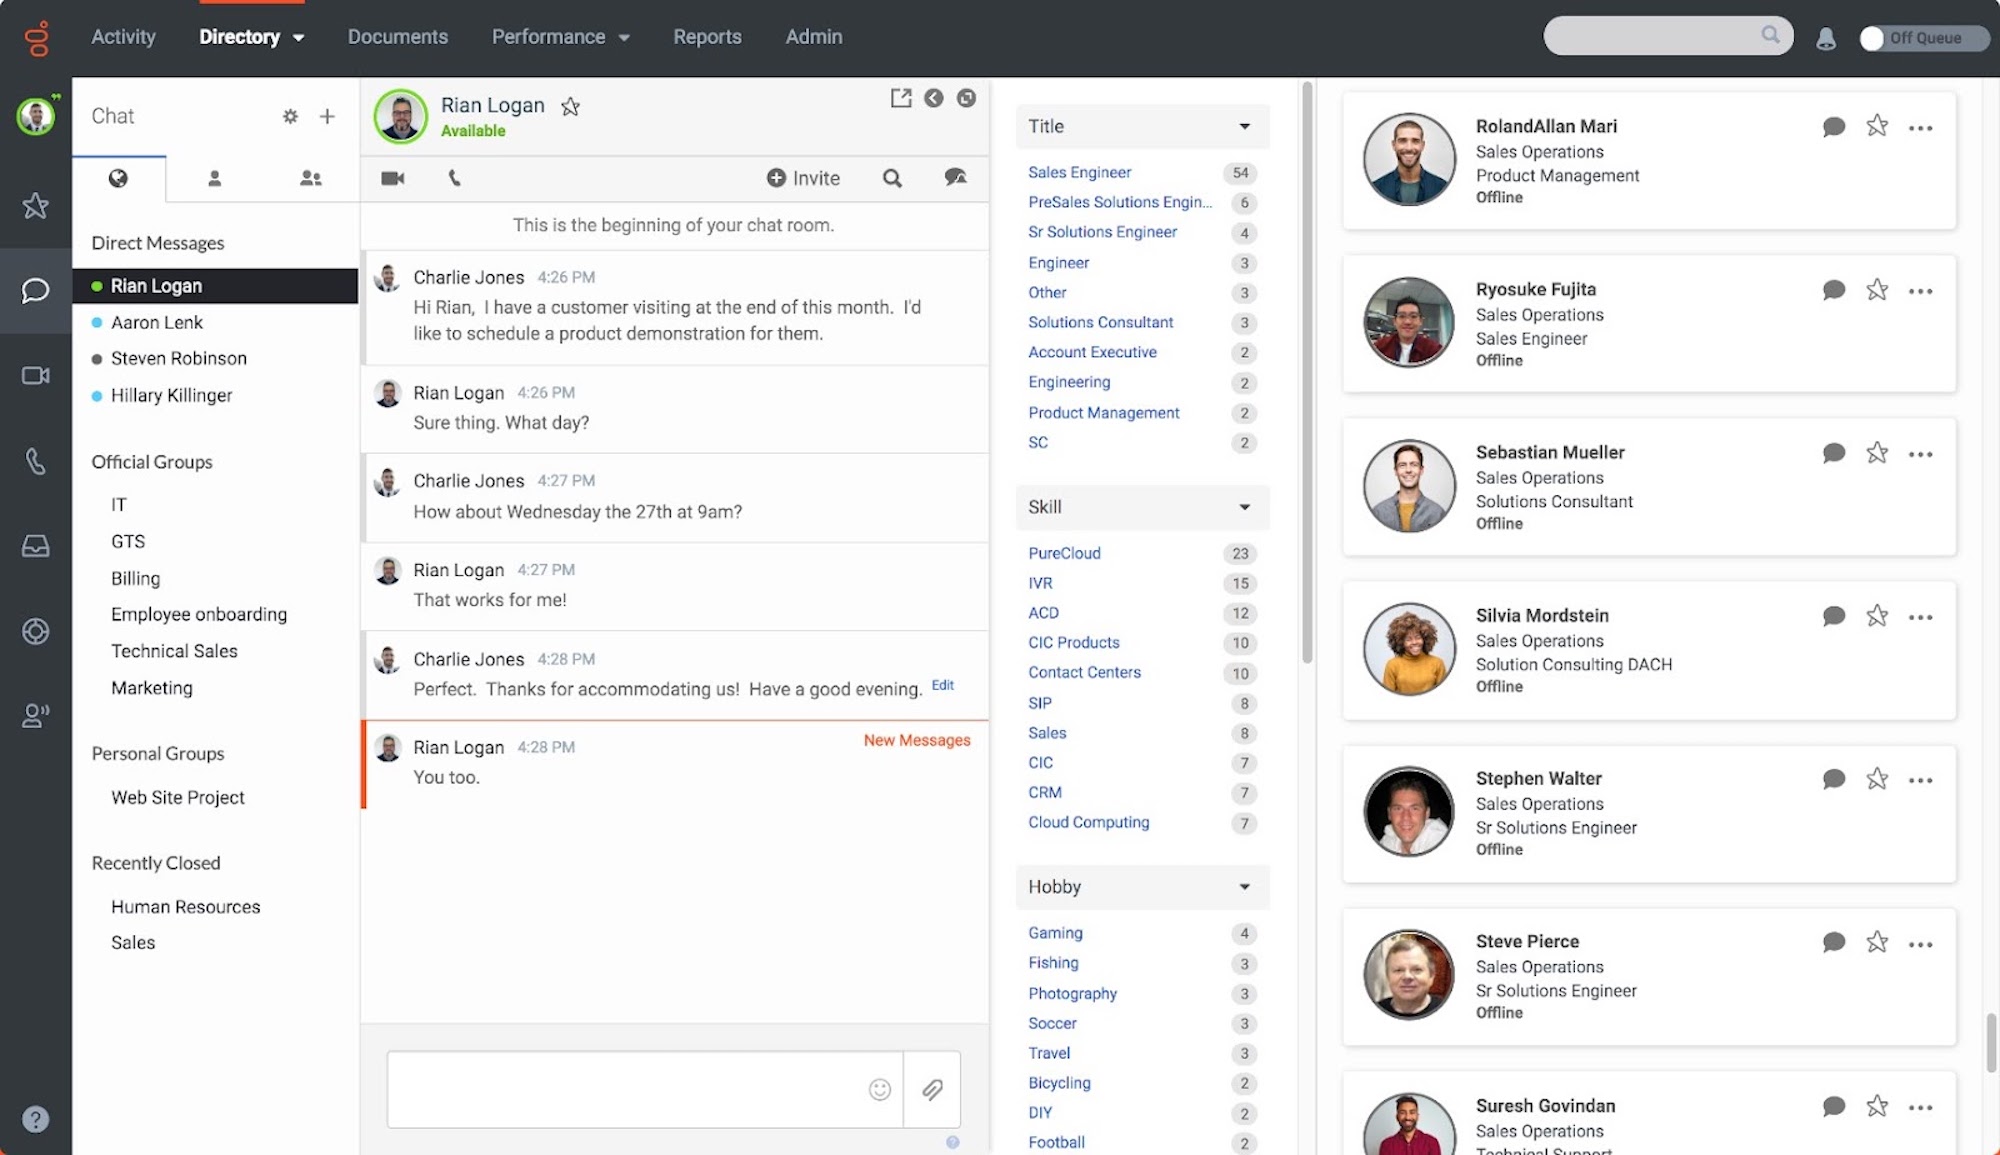 Activity
Directory
Documents
Performance
Reports
Admin
Off Queue
Chat
Direct Messages
Rian Logan
Aaron Lenk
Steven Robinson
Hillary Killinger
Official Groups
IT
GTS
Billing
Employee onboarding
Technical Sales
Marketing
Personal Groups
Web Site Project
Recently Closed
Human Resources
Sales
Rian Logan
Available
Invite
This is the beginning of your chat room.
Charlie Jones 4:26 PM
Hi Rian, I have a customer visiting at the end of this month. I'd
like to schedule a product demonstration for them.
Rian Logan 4:26 PM
Sure thing. What day?
Charlie Jones 4:27 PM
How about Wednesday the 27th at 9am?
Rian Logan 4:27 PM
That works for me!
Charlie Jones 4:28 PM
Perfect. Thanks for accommodating us! Have a good evening. Edit
New Messages
Rian Logan 4:28 PM
You too.
Title
Sales Engineer 54
PreSales Solutions Engin... 6
Sr Solutions Engineer 4
Engineer 3
Other 3
Solutions Consultant 3
Account Executive 2
Engineering 2
Product Management 2
SC 2
Skill
PureCloud 23
IVR 15
ACD 12
CIC Products 10
Contact Centers 10
SIP 8
Sales 8
CIC 7
CRM 7
Cloud Computing 7
Hobby
Gaming 4
Fishing 3
Photography 3
Soccer 3
Travel 3
Bicycling 2
DIY 2
Football 2
RolandAllan Mari
Sales Operations
Product Management
Offline
Ryosuke Fujita
Sales Operations
Sales Engineer
Offline
Sebastian Mueller
Sales Operations
Solutions Consultant
Offline
Silvia Mordstein
Sales Operations
Solution Consulting DACH
Offline
Stephen Walter
Sales Operations
Sr Solutions Engineer
Offline
Steve Pierce
Sales Operations
Sr Solutions Engineer
Offline
Suresh Govindan
Sales Operations
Technical Support